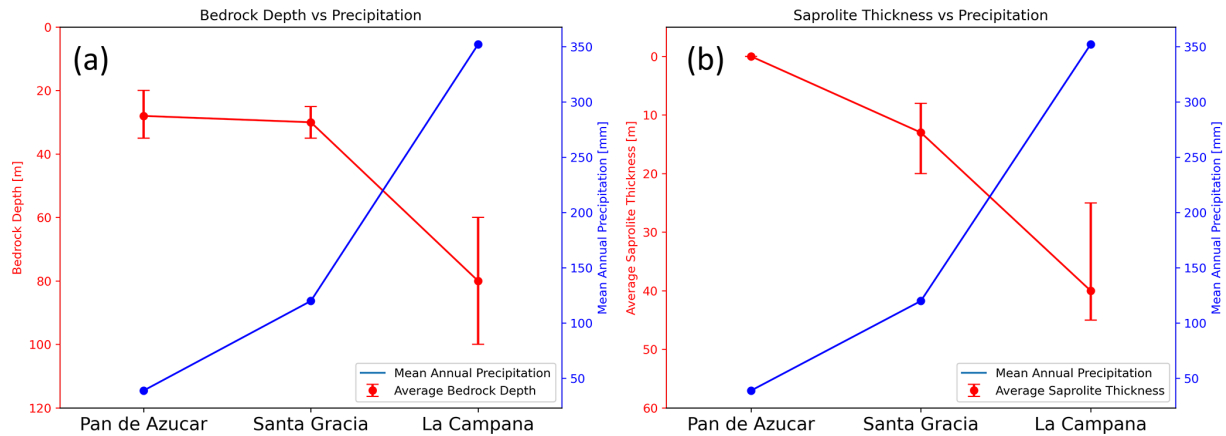 Bedrock Depth vs Precipitation
(a)
Bedrock Depth [m]
0
20
40
60
80
100
120
Mean Annual Precipitation [mm]
350
300
250
200
150
100
50
Mean Annual Precipitation
Average Bedrock Depth
Pan de Azucar
Santa Gracia
La Campana
Saprolite Thickness vs Precipitation
(b)
Average Saprolite Thickness [m]
0
10
20
30
40
50
60
Mean Annual Precipitation [mm]
350
300
250
200
150
100
50
Mean Annual Precipitation
Average Saprolite Thickness
Pan de Azucar
Santa Gracia
La Campana